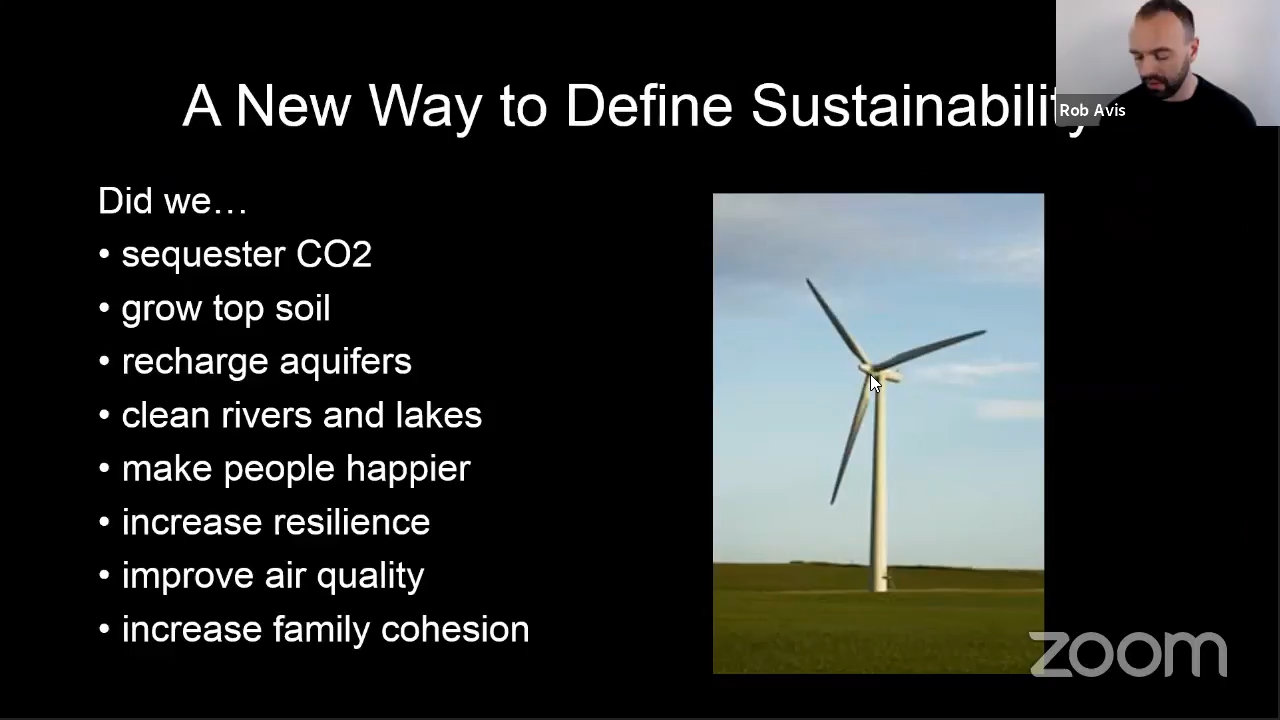 A New Way to Define Sustainability
Rob Avis
Did we…
• sequester CO2
• grow top soil
• recharge aquifers
• clean rivers and lakes
• make people happier
• increase resilience
• improve air quality
• increase family cohesion
zoom